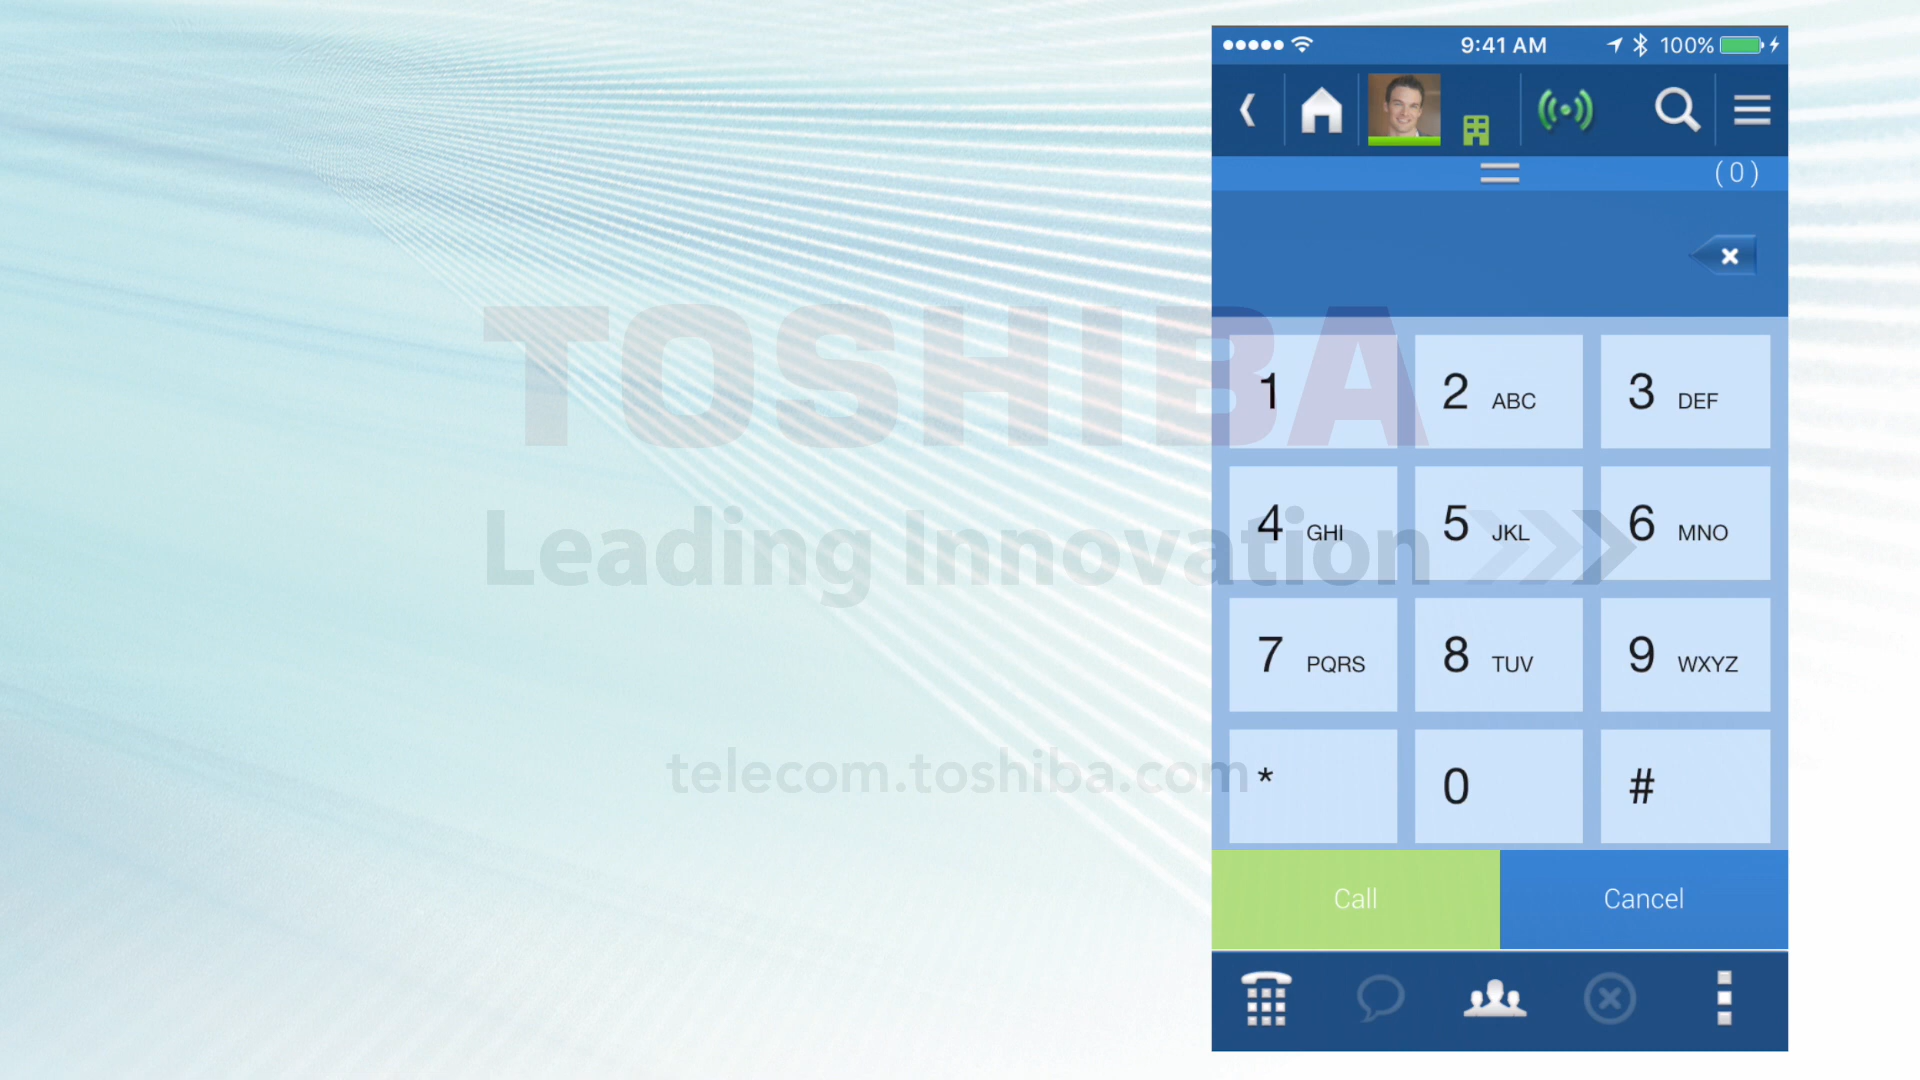 9:41 AM 100%
( 0 )
TOSHIBA
Leading Innovation
telecom.toshiba.com
1
2 ABC
3 DEF
4 GHI
5 JKL
6 MNO
7 PQRS
8 TUV
9 WXYZ
*
0
#
Call
Cancel